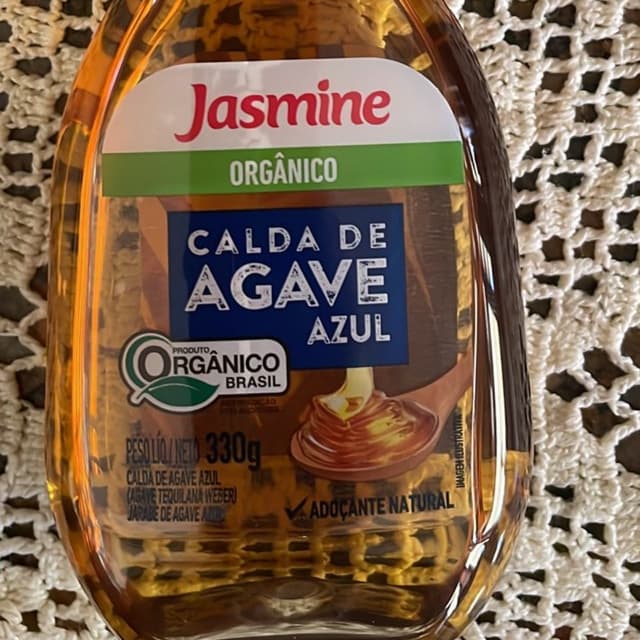 Jasmine
ORGÂNICO
CALDA DE
AGAVE
AZUL
PRODUTO
ORGÂNICO
BRASIL
PESO LÍQ./NETO 330g
CALDA DE AGAVE AZUL
(AGAVE TEQUILANA WEBER)
JARABE DE AGAVE AZUL
ADOÇANTE NATURAL